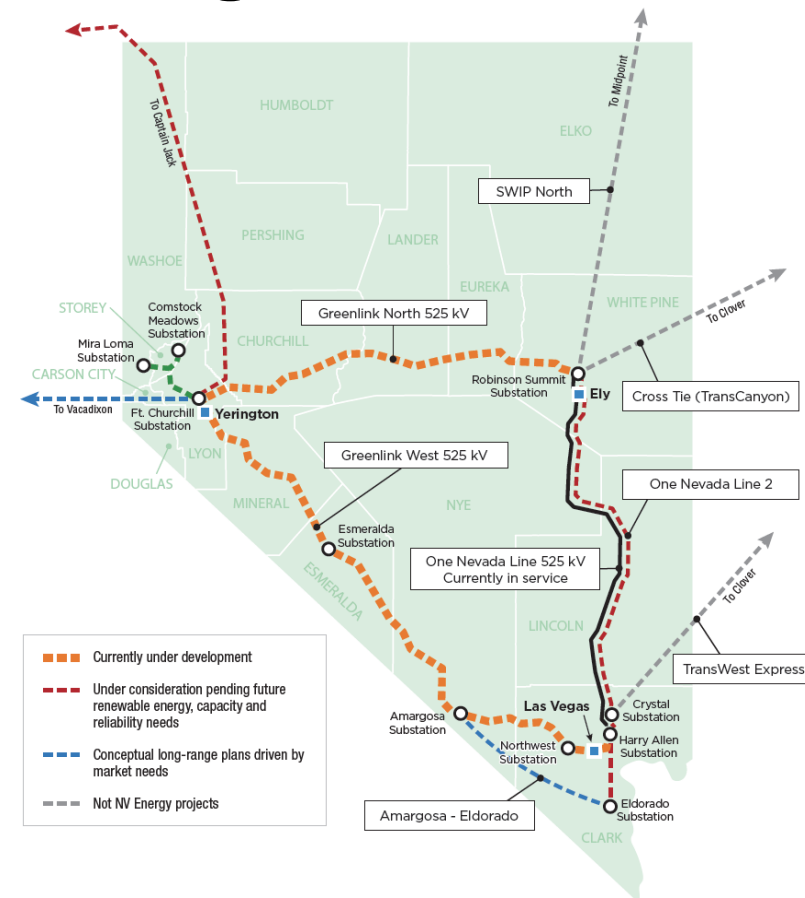 To Captain Jack
To Midpoint
HUMBOLDT
ELKO
SWIP North
PERSHING
LANDER
WASHOE
EUREKA
WHITE PINE
To Clover
STOREY
Comstock
Meadows
Substation
Greenlink North 525 kV
CHURCHILL
Mira Loma
Substation
CARSON CITY
Robinson Summit
Substation
Ely
Cross Tie (TransCanyon)
To Vacadixon
Ft. Churchill
Substation
Yerington
LYON
Greenlink West 525 kV
DOUGLAS
MINERAL
NYE
One Nevada Line 2
Esmeralda
Substation
ESMERALDA
One Nevada Line 525 kV
Currently in service
To Clover
LINCOLN
TransWest Express
Currently under development
Under consideration pending future
renewable energy, capacity and
reliability needs
Conceptual long-range plans driven by
market needs
Not NV Energy projects
Amargosa
Substation
Las Vegas
Crystal
Substation
Northwest
Substation
Harry Allen
Substation
Amargosa - Eldorado
Eldorado
Substation
CLARK